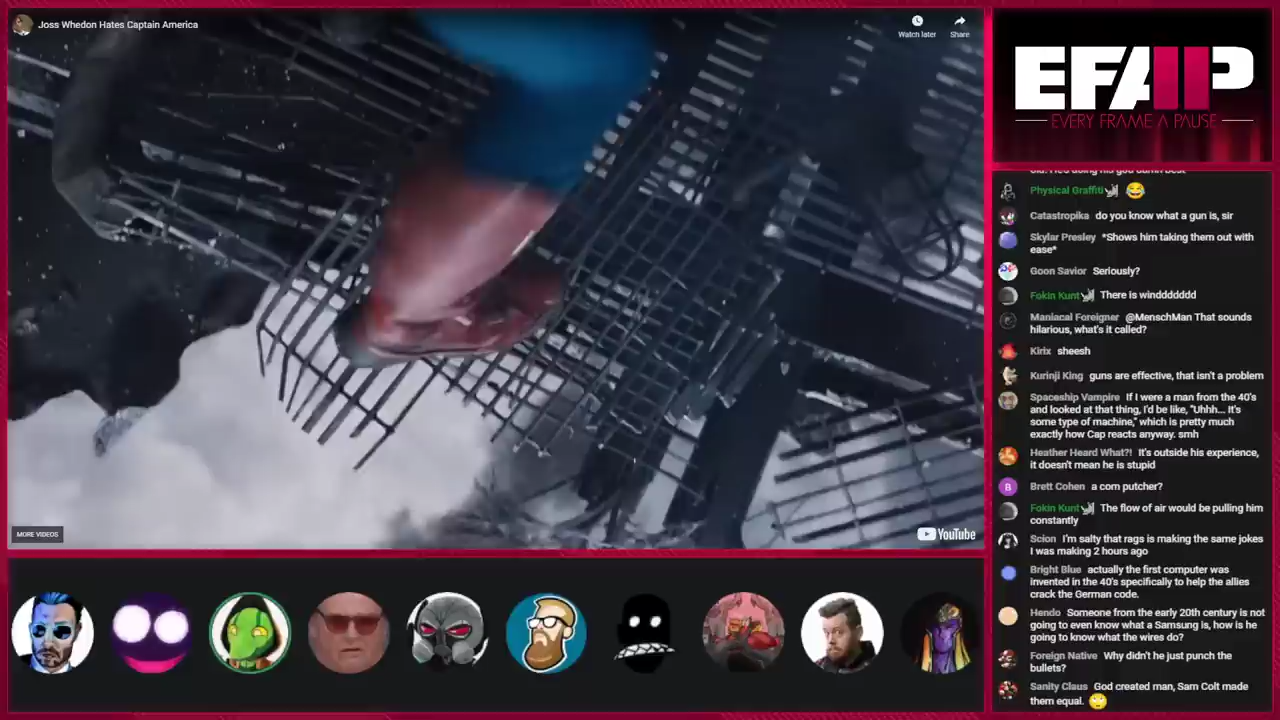 Joss Whedon Hates Captain America
Watch later
Share
MORE VIDEOS
YouTube
EFAP
EVERY FRAME A PAUSE
Physical Graffiti 😂
Catastropika do you know what a gun is, sir
Skylar Presley *Shows him taking them out with
ease*
Goon Savior Seriously?
Fokin Kunt There is windddddd
Maniacal Foreigner @MenschMan That sounds
hilarious, what's it called?
Kirix sheesh
Kurinji King guns are effective, that isn't a problem
Spaceship Vampire If I were a man from the 40's
and looked at that thing, I'd be like, "Uhhh... It's
some type of machine," which is pretty much
exactly how Cap reacts anyway. smh
Heather Heard What?! It's outside his experience,
it doesn't mean he is stupid
B
Brett Cohen a com putcher?
Fokin Kunt The flow of air would be pulling him
constantly
Scion I'm salty that rags is making the same jokes
I was making 2 hours ago
Bright Blue actually the first computer was
invented in the 40's specifically to help the allies
crack the German code.
Hendo Someone from the early 20th century is not
going to even know what a Samsung is, how is he
going to know what the wires do?
Foreign Native Why didn't he just punch the
bullets?
Sanity Claus God created man, Sam Colt made
them equal. 🙄